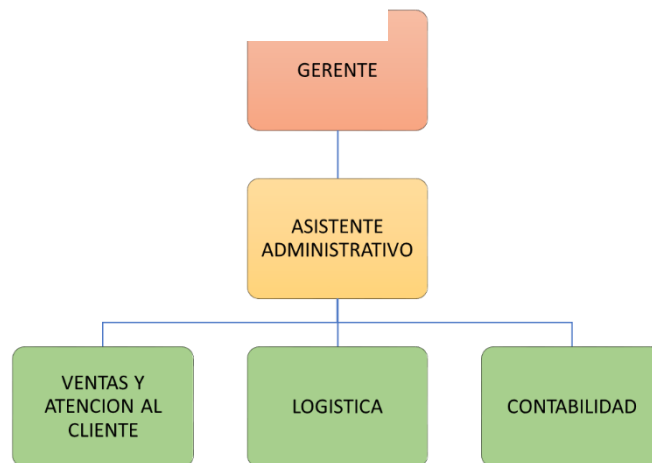 GERENTE
ASISTENTE
ADMINISTRATIVO
VENTAS Y
ATENCION AL
CLIENTE
LOGISTICA
CONTABILIDAD